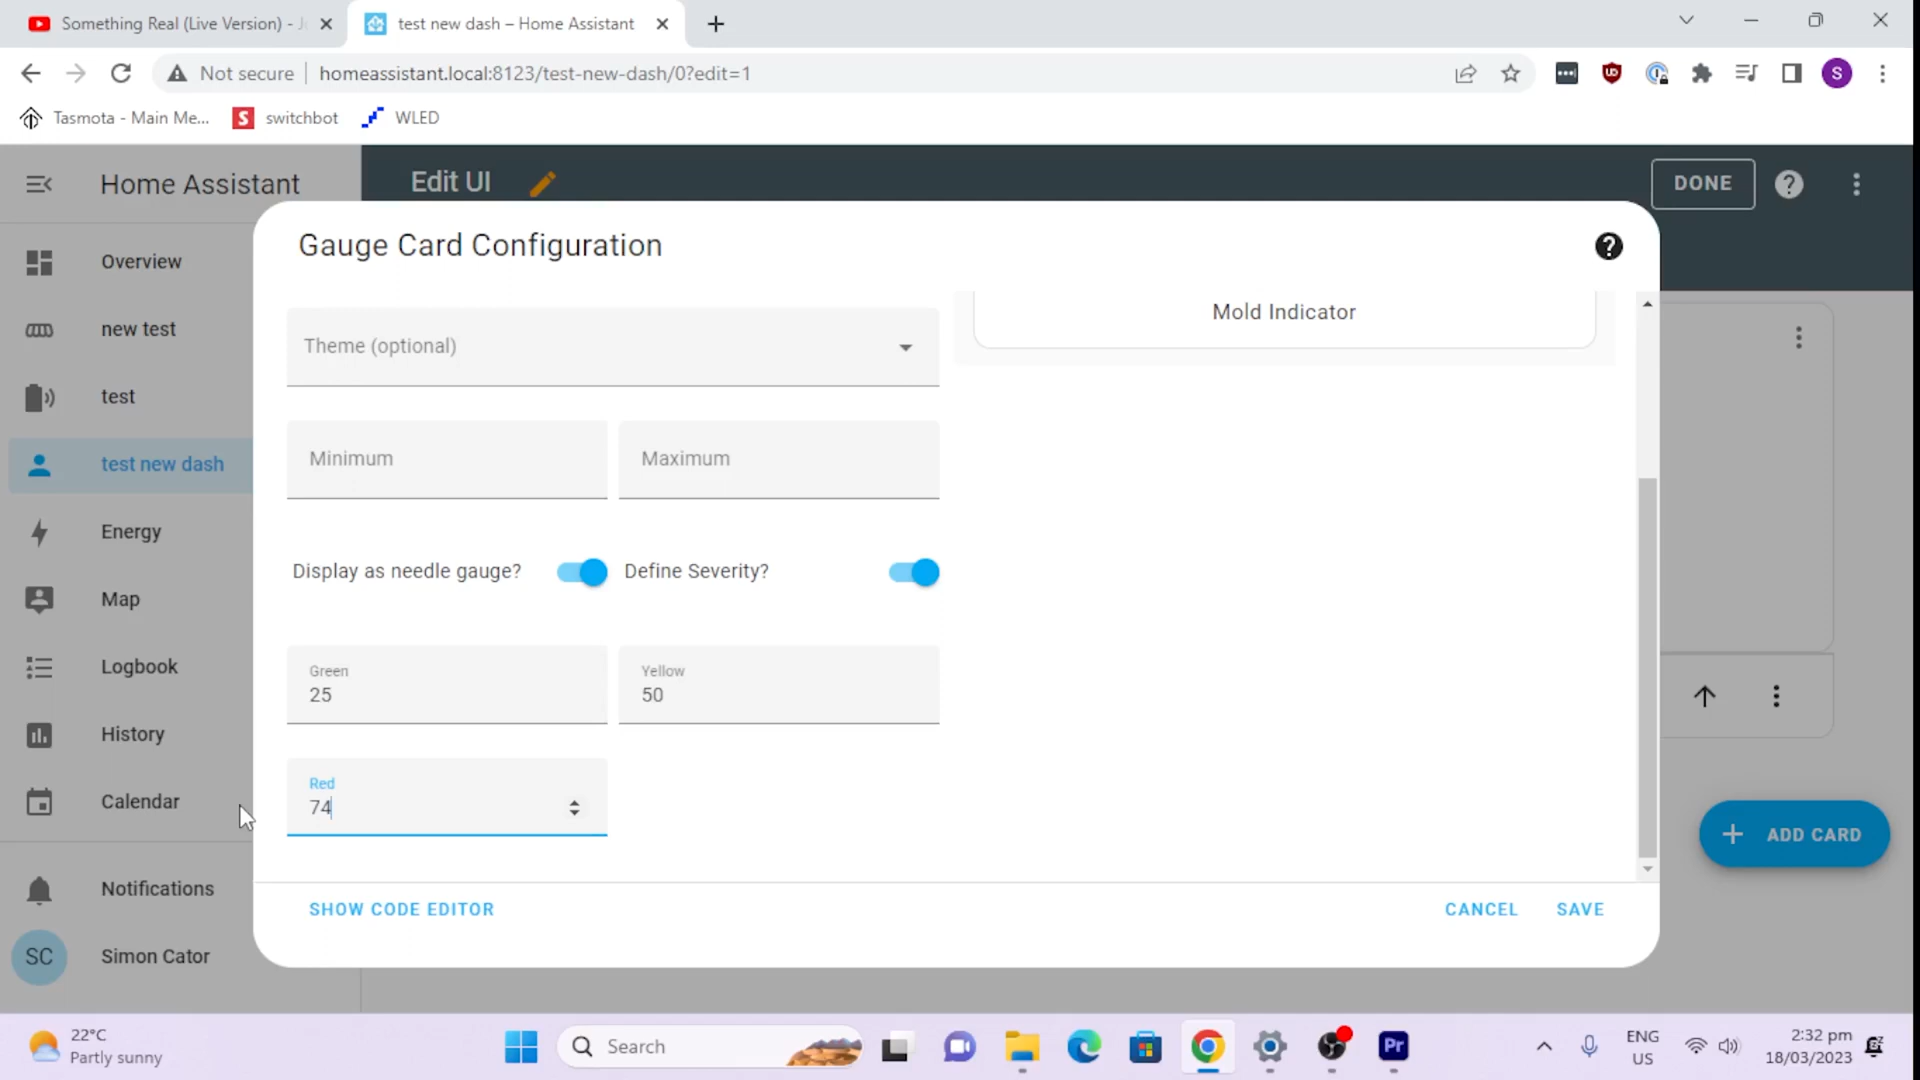 Something Real (Live Version) - J
test new dash – Home Assistant
Not secure
homeassistant.local:8123/test-new-dash/0?edit=1
S
Tasmota - Main Me...
S
switchbot
WLED
Home Assistant
Edit UI
DONE
Gauge Card Configuration
Overview
new test
test
test new dash
Energy
Map
Logbook
History
Calendar
Notifications
SC
Simon Cator
Theme (optional)
Mold Indicator
Minimum
Maximum
Display as needle gauge?
Define Severity?
Green
25
Yellow
50
Red
74
ADD CARD
SHOW CODE EDITOR
CANCEL
SAVE
22°C
Partly sunny
Search
Pr
ENG
US
2:32 pm
18/03/2023